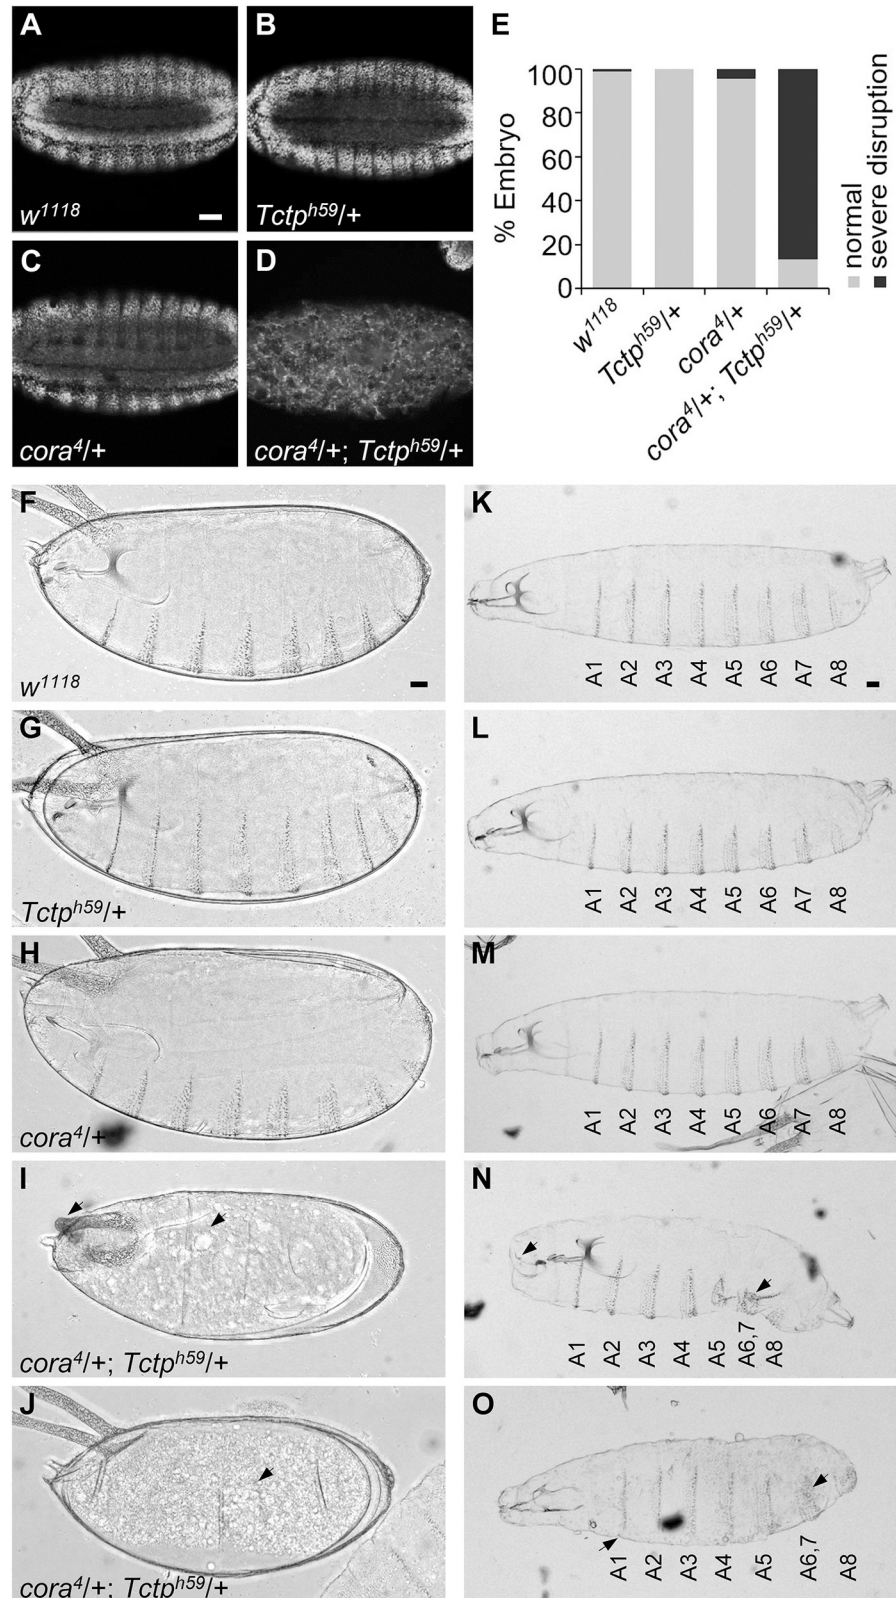 A
w1118
B
Tctph59/+
C
cora4/+
D
cora4/+; Tctph59/+
E
% Embryo
100
80
60
40
20
0
w1118
Tctph59/+
cora4/+
cora4/+; Tctph59/+
normal
severe disruption
F
w1118
K
A1 A2 A3 A4 A5 A6 A7 A8
G
Tctph59/+
L
A1 A2 A3 A4 A5 A6 A7 A8
H
cora4/+
M
A1 A2 A3 A4 A5 A6 A7 A8
I
cora4/+; Tctph59/+
N
A1 A2 A3 A4 A5 A6,7 A8
J
cora4/+; Tctph59/+
O
A1 A2 A3 A4 A5 A6,7 A8